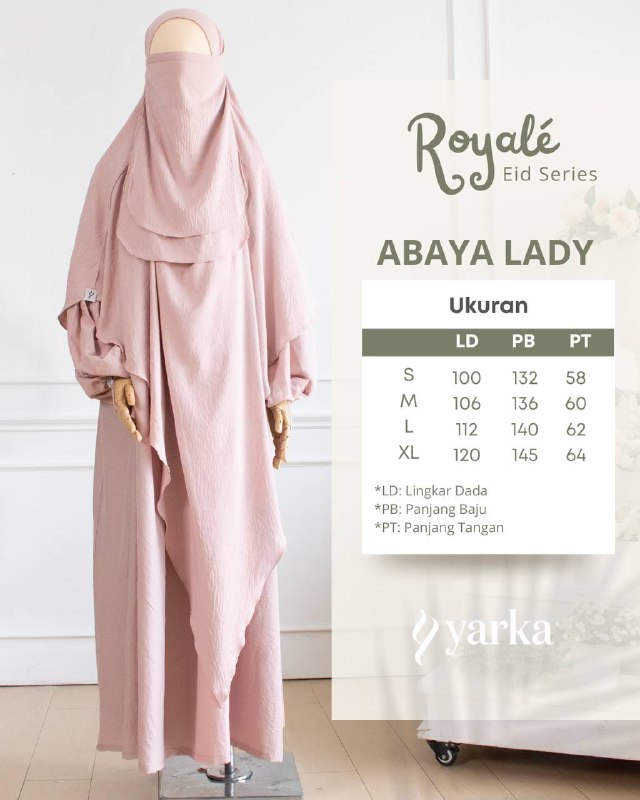 Royalé
Eid Series
ABAYA LADY
Ukuran
LD PB PT
S 100 132 58
M 106 136 60
L 112 140 62
XL 120 145 64
*LD: Lingkar Dada
*PB: Panjang Baju
*PT: Panjang Tangan
yarka